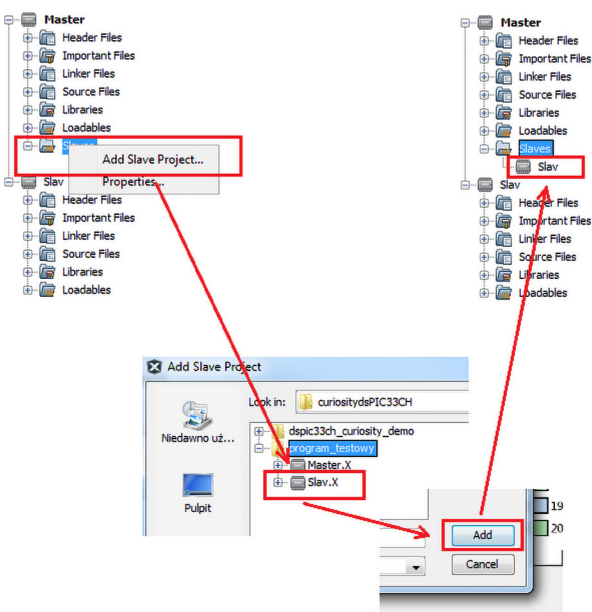 Master
Header Files
Important Files
Linker Files
Source Files
Libraries
Loadables
Slaves
Add Slave Project...
Properties...
Slav
Header Files
Important Files
Linker Files
Source Files
Libraries
Loadables
Master
Header Files
Important Files
Linker Files
Source Files
Libraries
Loadables
Slaves
Slav
Slav
Header Files
Important Files
Linker Files
Source Files
Libraries
Loadables
Add Slave Project
Look in:
curiositydsPIC33CH
Niedawno uż...
Pulpit
dspic33ch_curiosity_demo
program_testowy
Master.X
Slav.X
19
20
Add
Cancel